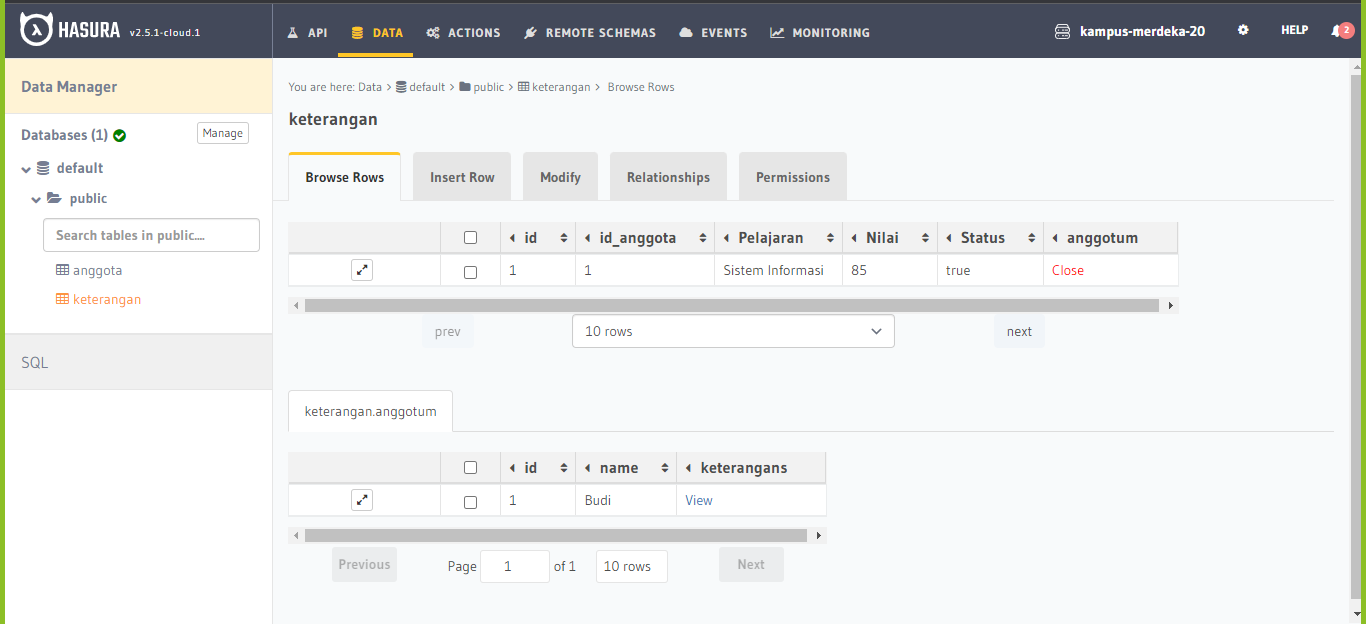 HASURA v2.5.1-cloud.1 API DATA ACTIONS REMOTE SCHEMAS EVENTS MONITORING kampus-merdeka-20 HELP 2
Data Manager
Databases (1) Manage
default
public
Search tables in public....
anggota
keterangan
SQL
You are here: Data > default > public > keterangan > Browse Rows
keterangan
Browse Rows Insert Row Modify Relationships Permissions
id id_anggota Pelajaran Nilai Status anggotum
1 1 Sistem Informasi 85 true Close
prev 10 rows next
keterangan.anggotum
id name keterangans
1 Budi View
Previous Page 1 of 1 10 rows Next